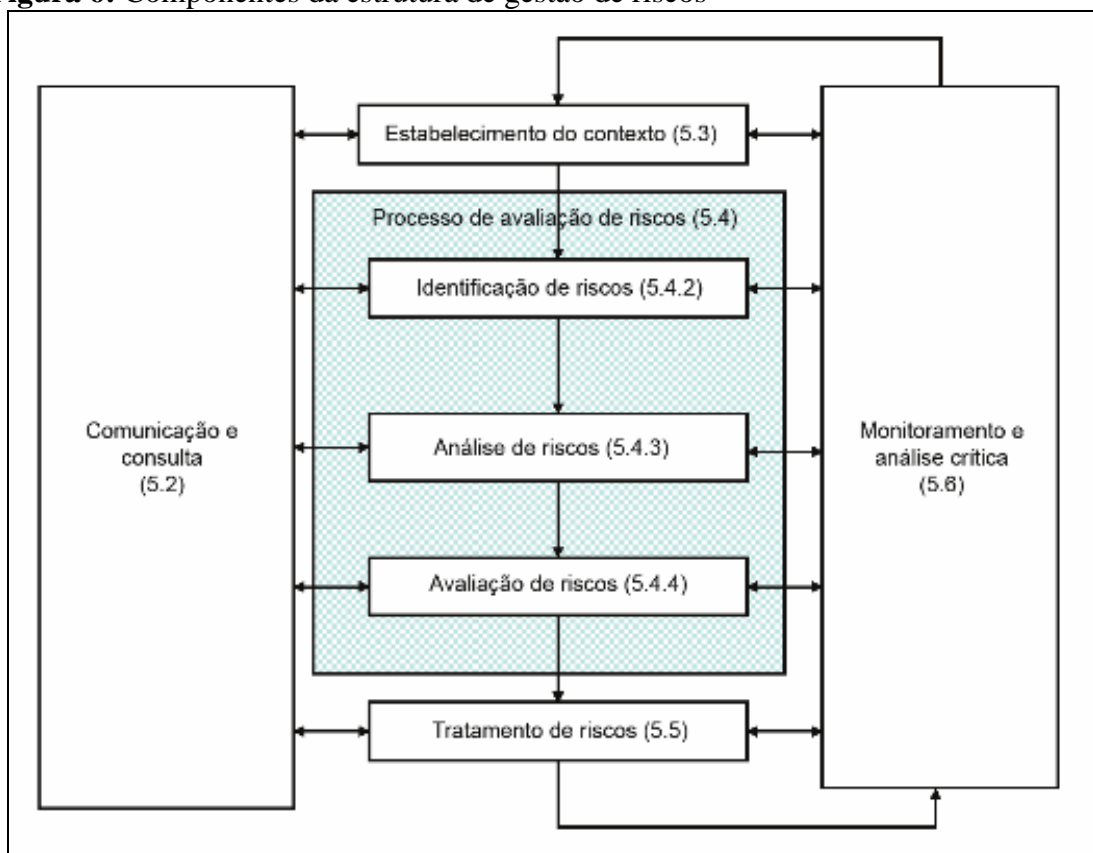 Figura 6: Componentes da estrutura de gestão de riscos
Estabelecimento do contexto (5.3)
Processo de avaliação de riscos (5.4)
Identificação de riscos (5.4.2)
Comunicação e
consulta
(5.2)
Análise de riscos (5.4.3)
Monitoramento e
análise crítica
(5.6)
Avaliação de riscos (5.4.4)
Tratamento de riscos (5.5)